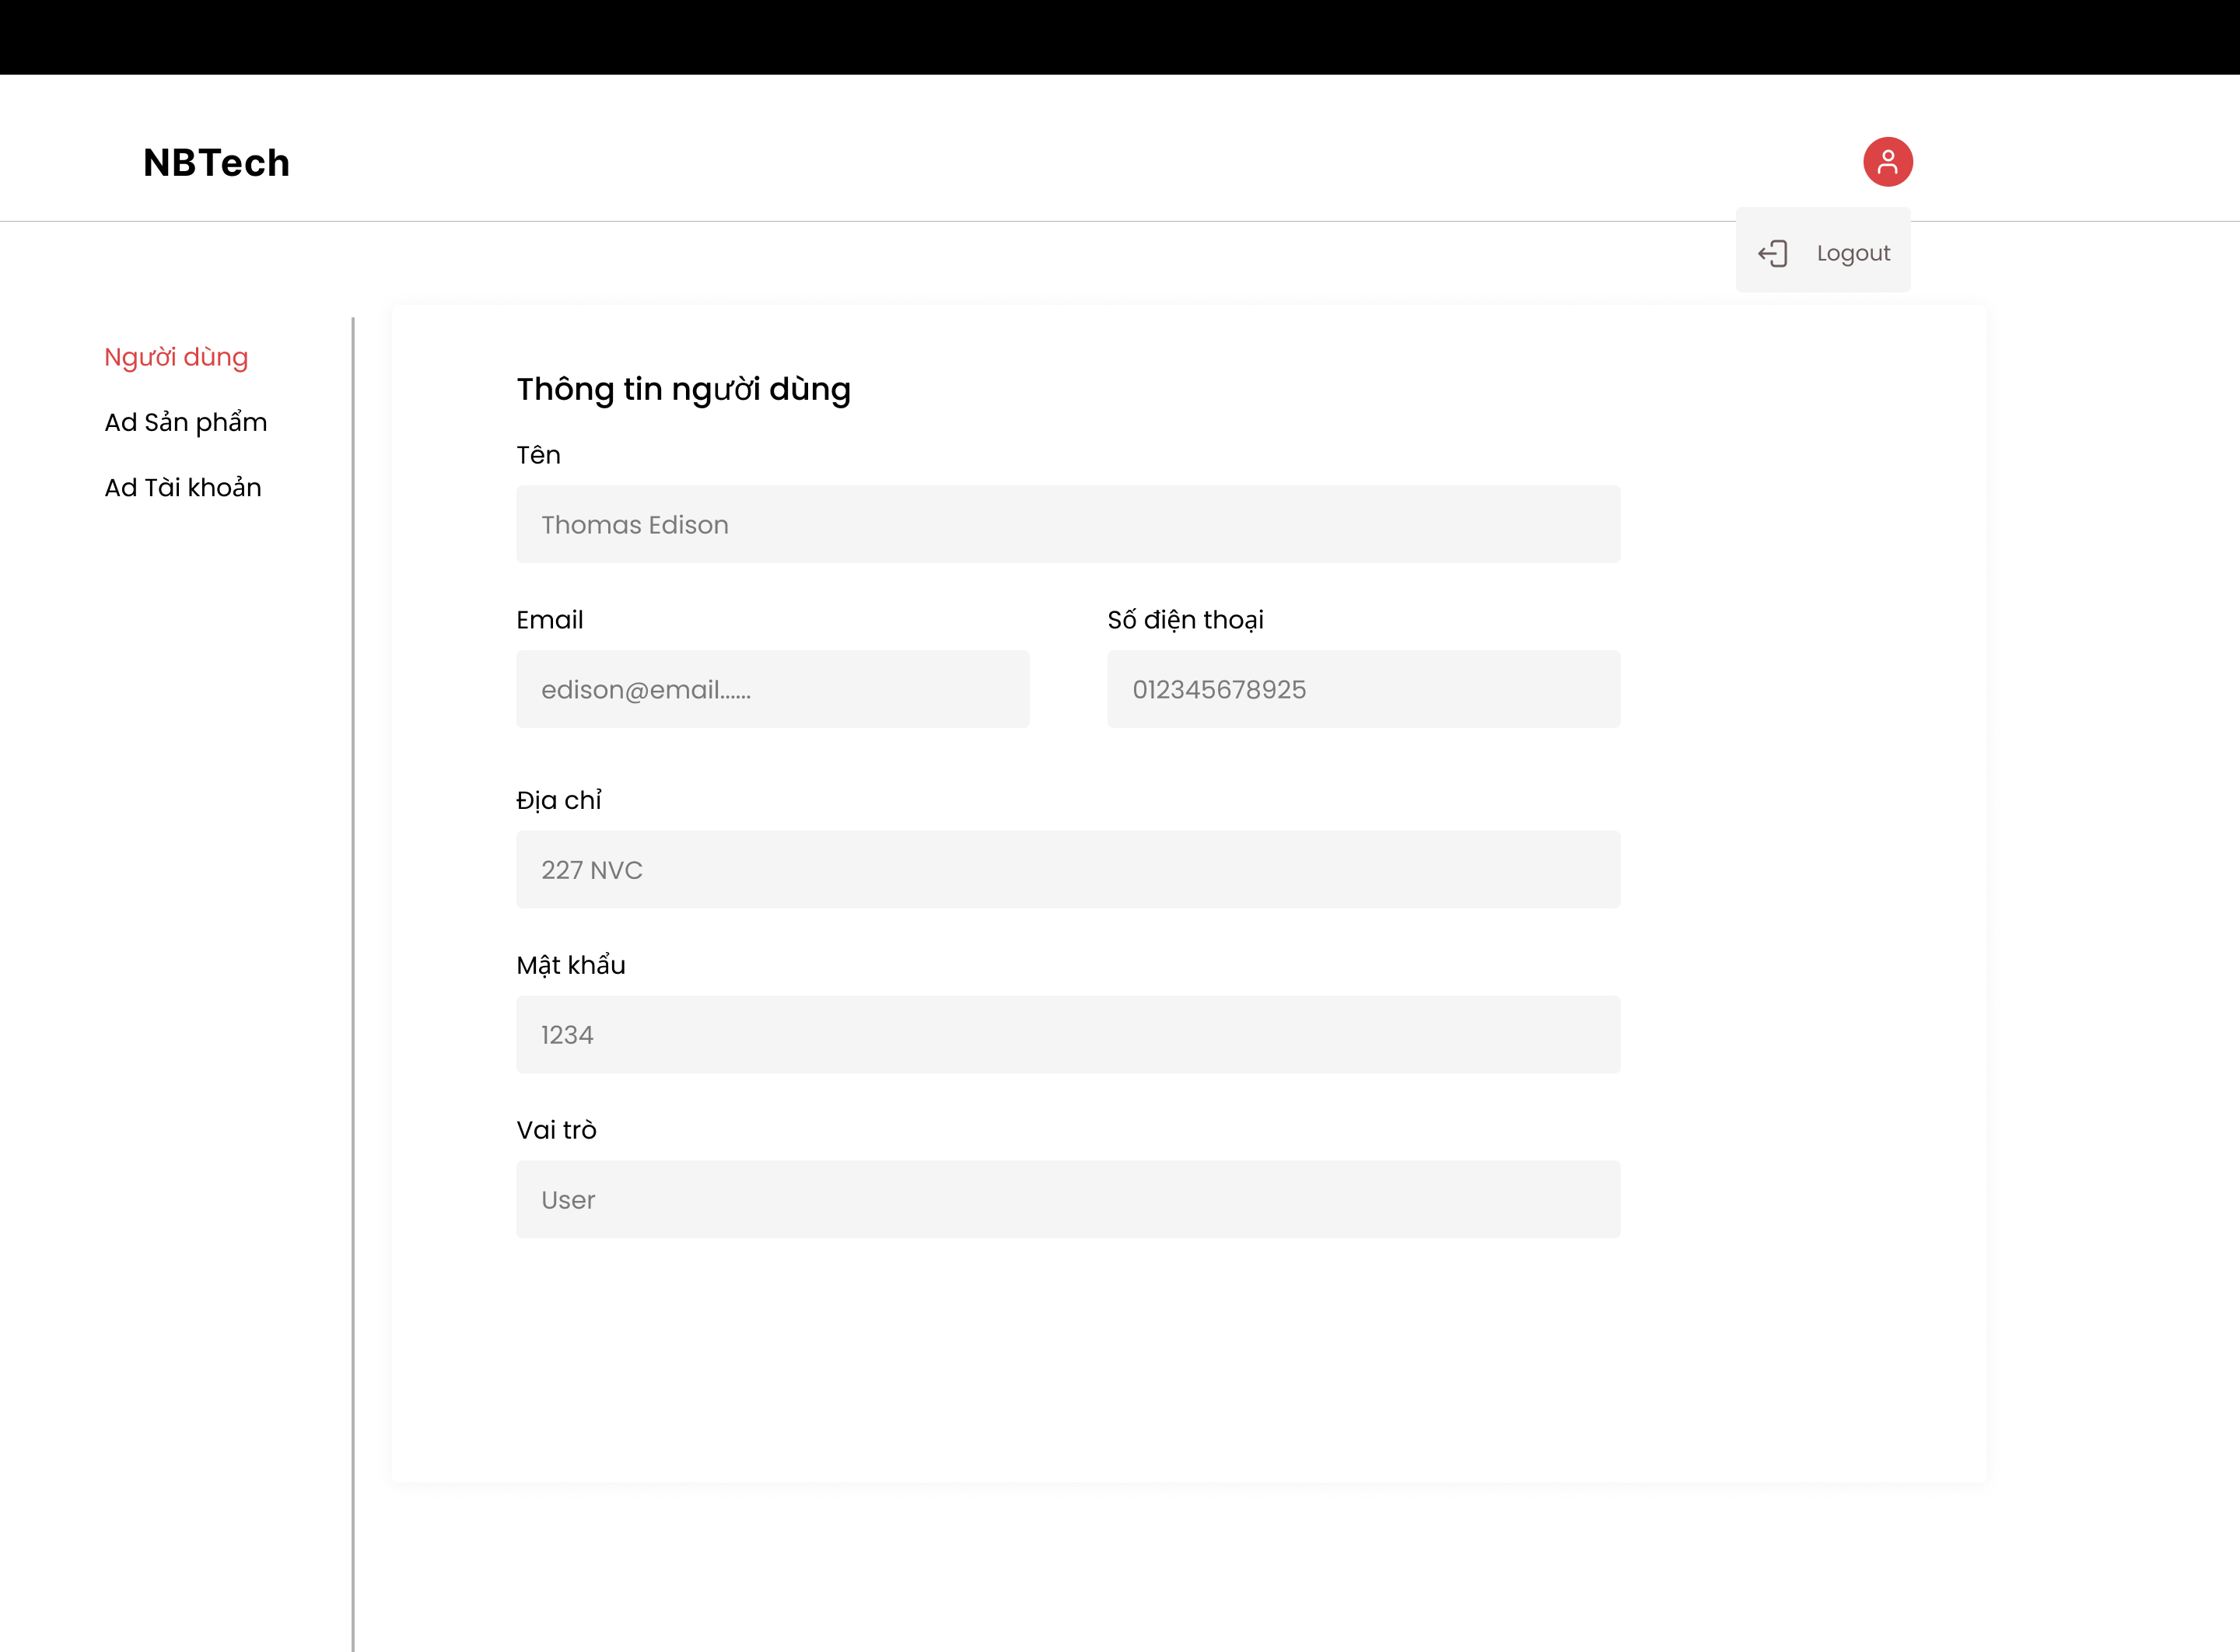 NBTech
Logout
Người dùng
Ad Sản phẩm
Ad Tài khoản
Thông tin người dùng
Tên
Thomas Edison
Email
Số điện thoại
edison@email......
012345678925
Địa chỉ
227 NVC
Mật khẩu
1234
Vai trò
User